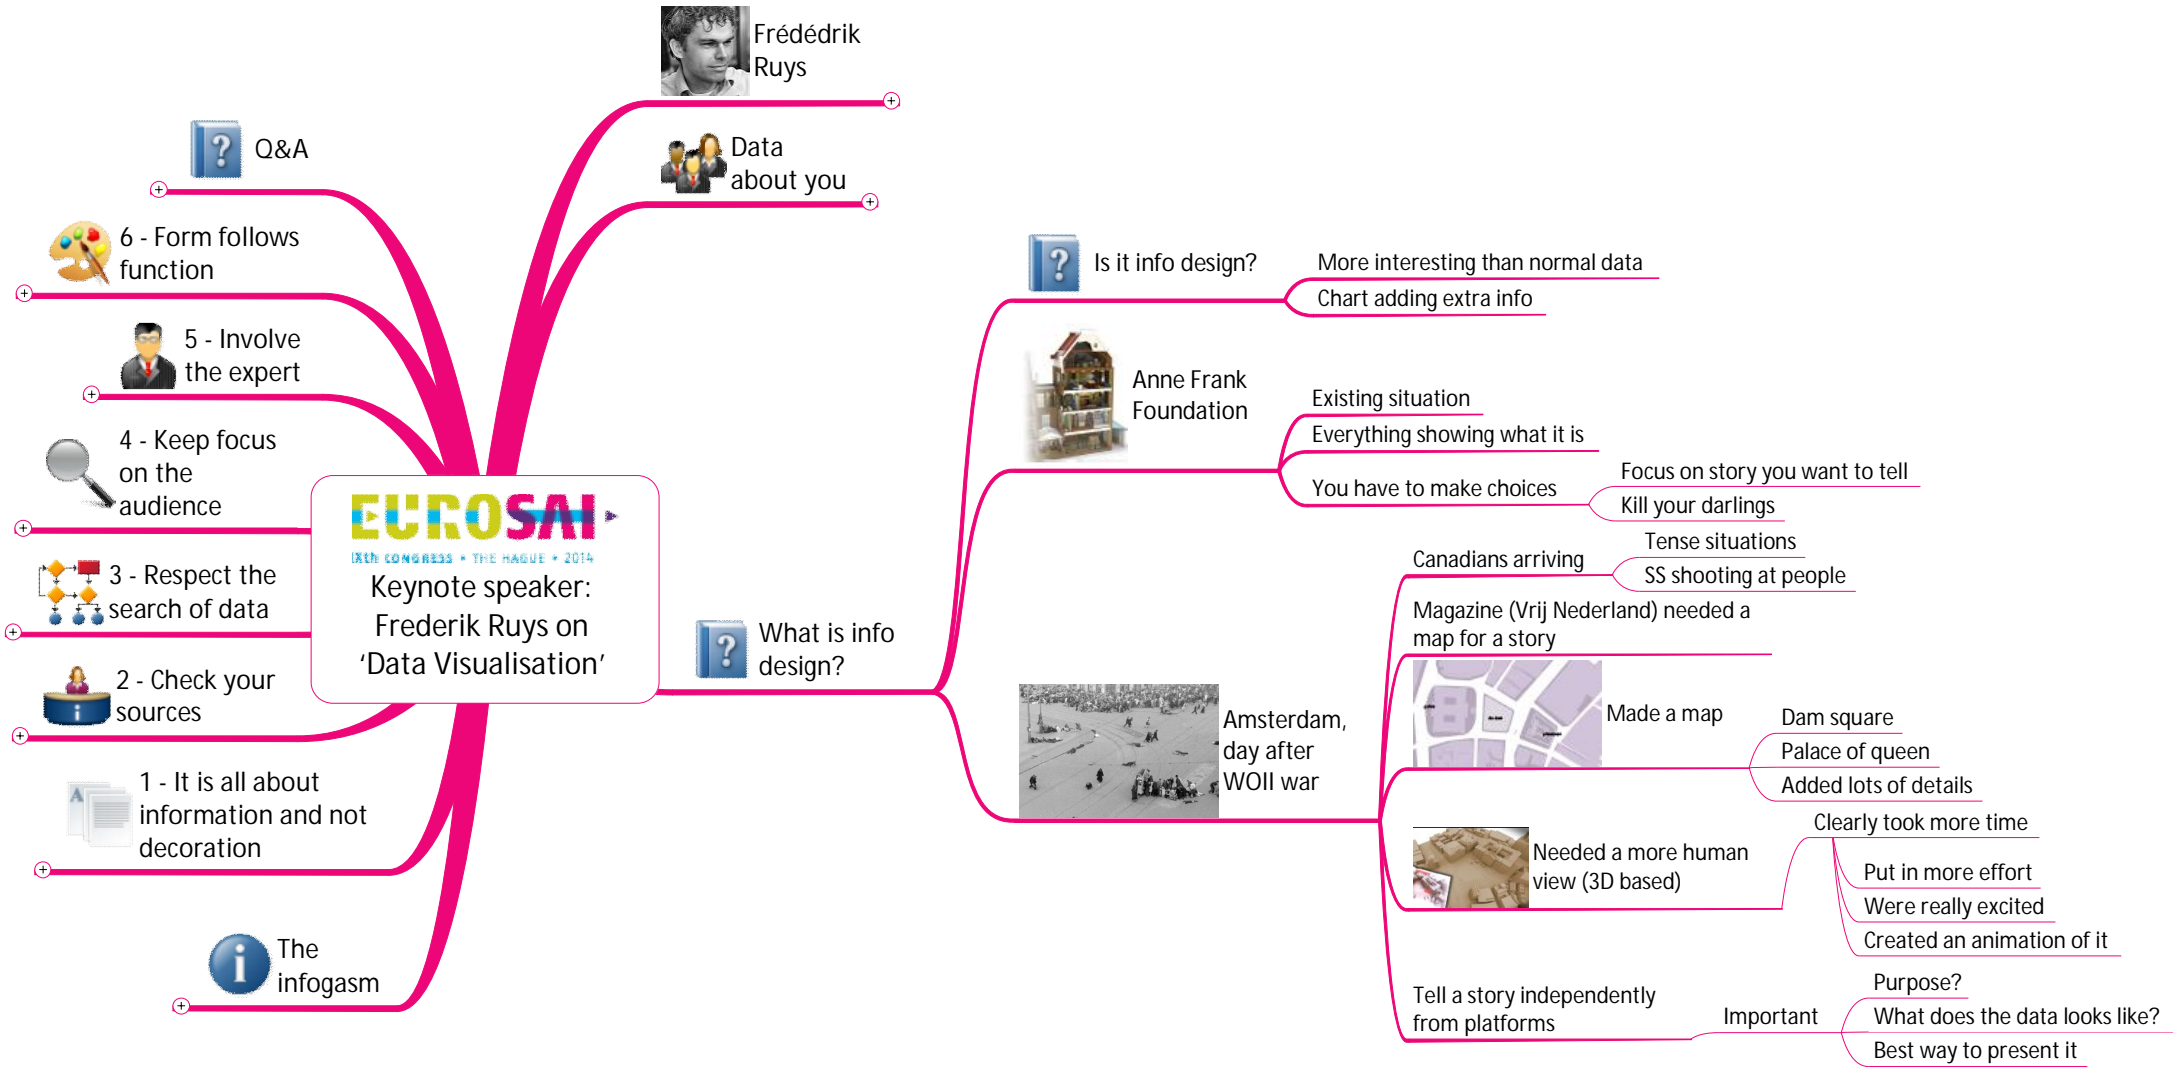 Frédédrik
Ruys
Data
about you
Q&A
6 - Form follows
function
5 - Involve
the expert
4 - Keep focus
on the
audience
3 - Respect the
search of data
2 - Check your
sources
1 - It is all about
information and not
decoration
The
infogasm
EUROSAI
IXth CONGRESS • THE HAGUE • 2014
Keynote speaker:
Frederik Ruys on
‘Data Visualisation’
What is info
design?
Is it info design?
More interesting than normal data
Chart adding extra info
Anne Frank
Foundation
Existing situation
Everything showing what it is
You have to make choices
Focus on story you want to tell
Kill your darlings
Amsterdam,
day after
WOII war
Canadians arriving
Tense situations
SS shooting at people
Magazine (Vrij Nederland) needed a
map for a story
Made a map
Dam square
Palace of queen
Added lots of details
Needed a more human
view (3D based)
Clearly took more time
Put in more effort
Were really excited
Created an animation of it
Tell a story independently
from platforms
Important
Purpose?
What does the data looks like?
Best way to present it